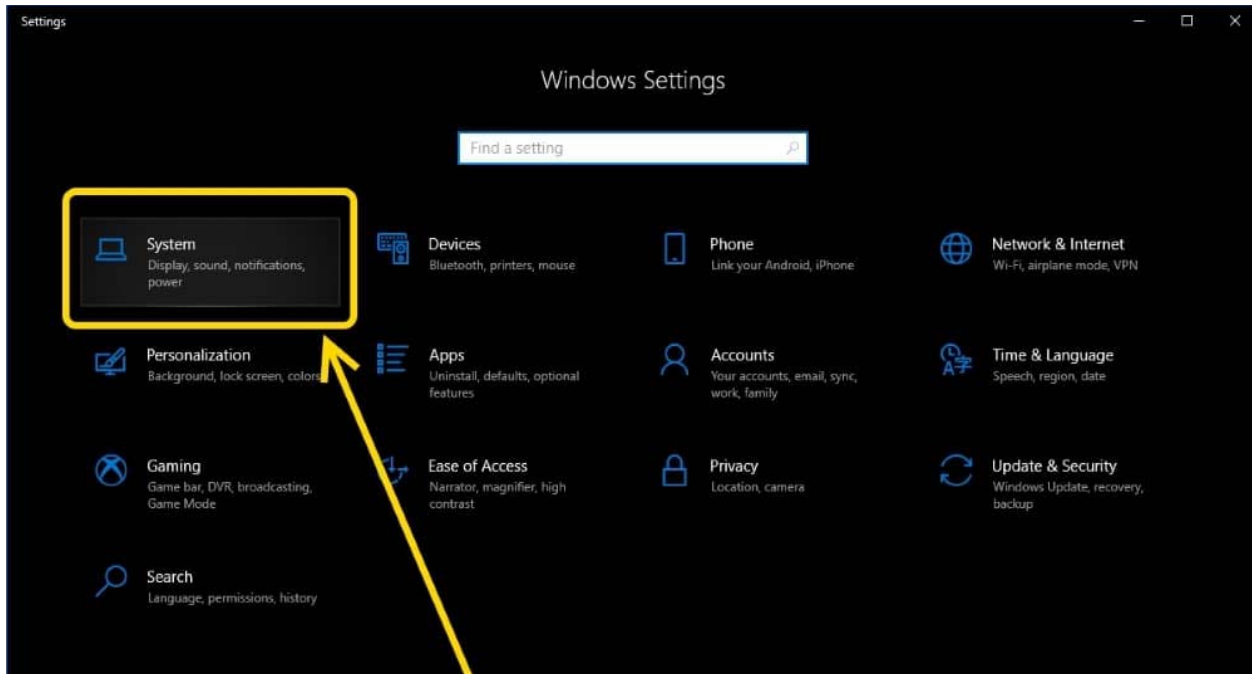 Settings
Windows Settings
Find a setting
System
Display, sound, notifications,
power
Devices
Bluetooth, printers, mouse
Phone
Link your Android, iPhone
Network & Internet
Wi-Fi, airplane mode, VPN
Personalization
Background, lock screen, colors
Apps
Uninstall, defaults, optional
features
Accounts
Your accounts, email, sync,
work, family
Time & Language
Speech, region, date
Gaming
Game bar, DVR, broadcasting,
Game Mode
Ease of Access
Narrator, magnifier, high
contrast
Privacy
Location, camera
Update & Security
Windows Update, recovery,
backup
Search
Language, permissions, history